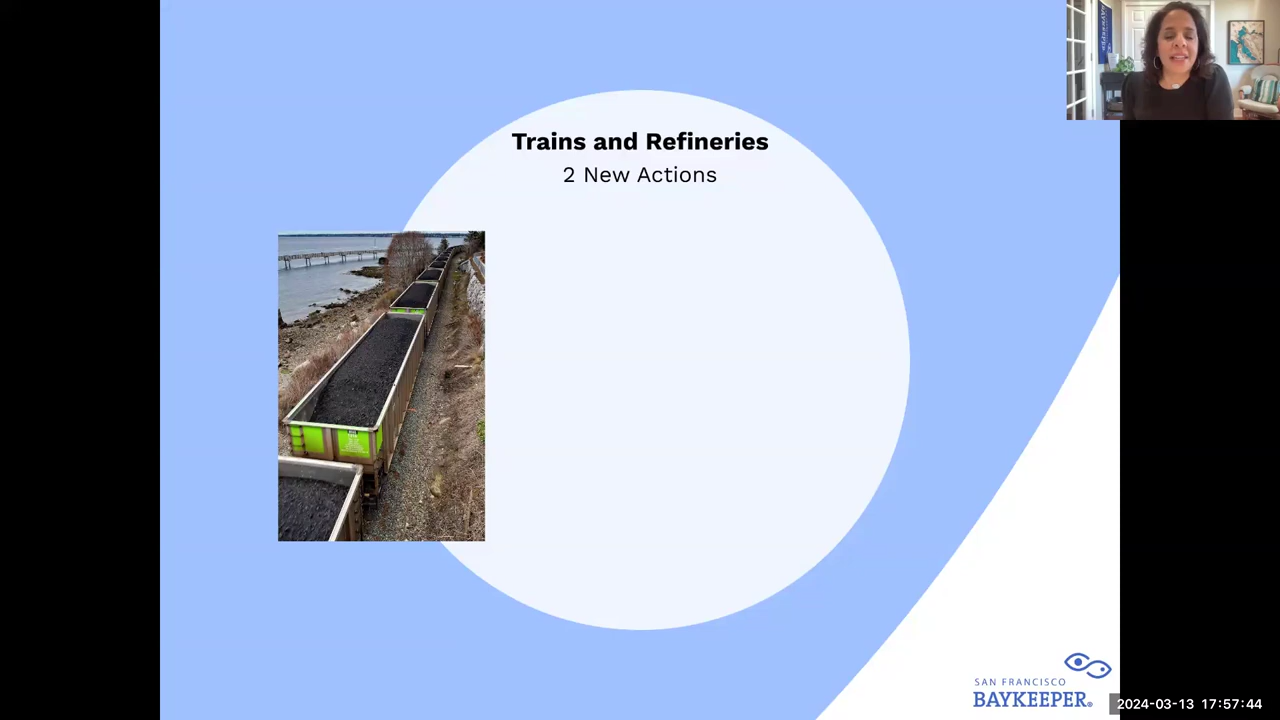 Trains and Refineries
2 New Actions
SAN FRANCISCO
BAYKEEPER®
2024-03-13 17:57:44